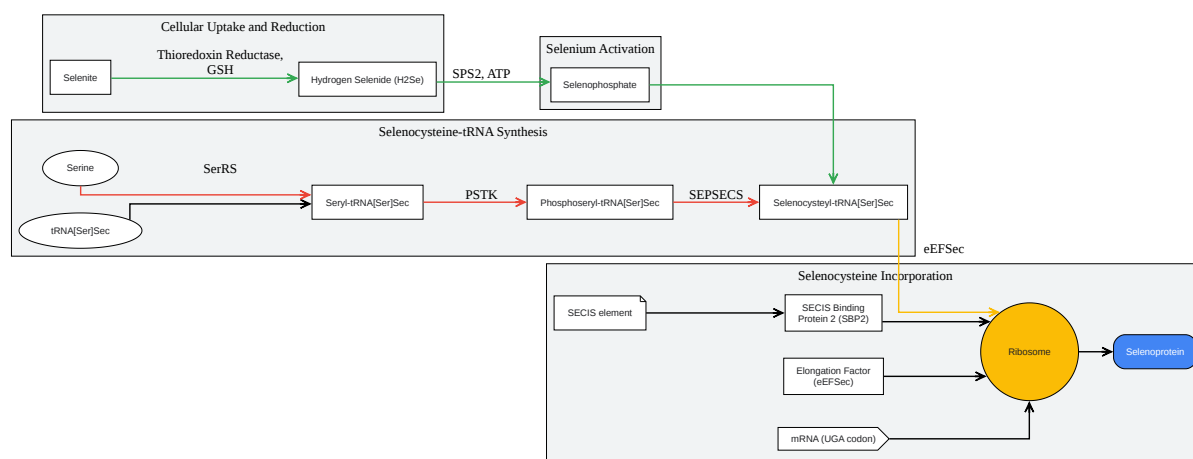 Cellular Uptake and Reduction
Thioredoxin Reductase,
GSH
Selenite
Hydrogen Selenide (H2Se)
SPS2, ATP
Selenium Activation
Selenophosphate
Selenocysteine-tRNA Synthesis
Serine
SerRS
tRNA[Ser]Sec
Seryl-tRNA[Ser]Sec
PSTK
Phosphoseryl-tRNA[Ser]Sec
SEPSECS
Selenocysteyl-tRNA[Ser]Sec
eEFSec
Selenocysteine Incorporation
SECIS element
SECIS Binding
Protein 2 (SBP2)
Elongation Factor
(eEFSec)
mRNA (UGA codon)
Ribosome
Selenoprotein